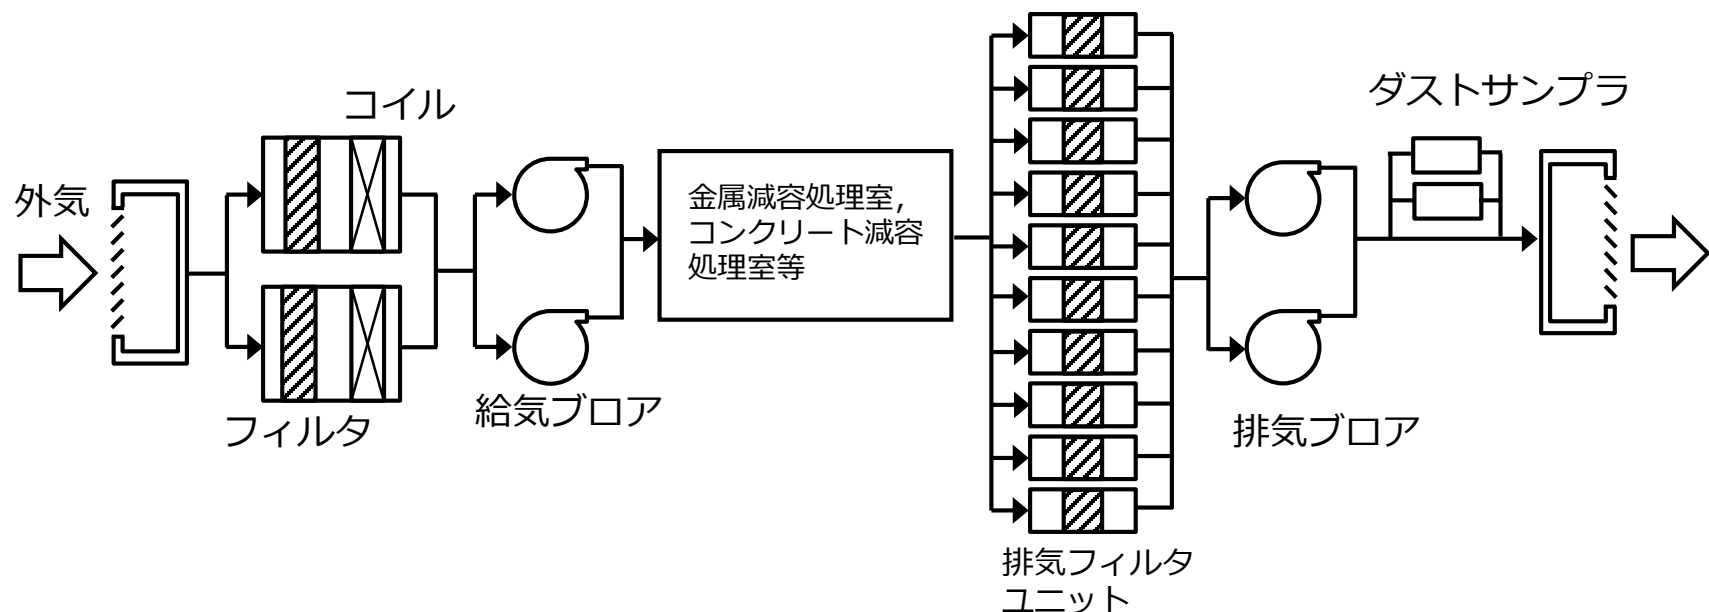 外気
コイル
フィルタ
給気ブロア
金属減容処理室,
コンクリート減容
処理室等
排気フィルタ
ユニット
排気ブロア
ダストサンプラ